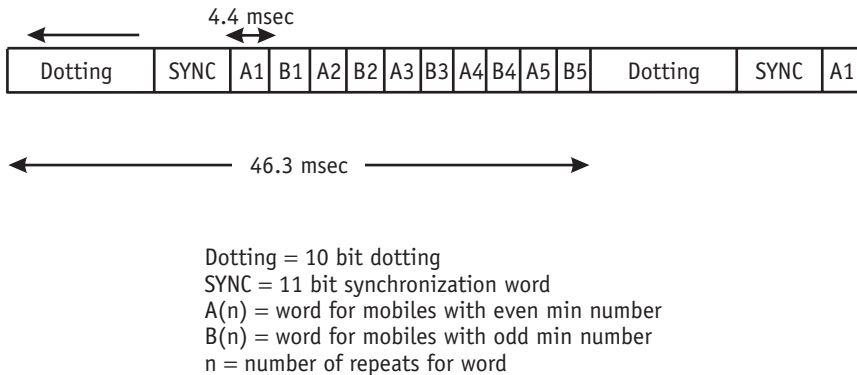 4.4 msec
Dotting SYNC A1 B1 A2 B2 A3 B3 A4 B4 A5 B5 Dotting SYNC A1
46.3 msec
Dotting = 10 bit dotting
SYNC = 11 bit synchronization word
A(n) = word for mobiles with even min number
B(n) = word for mobiles with odd min number
n = number of repeats for word